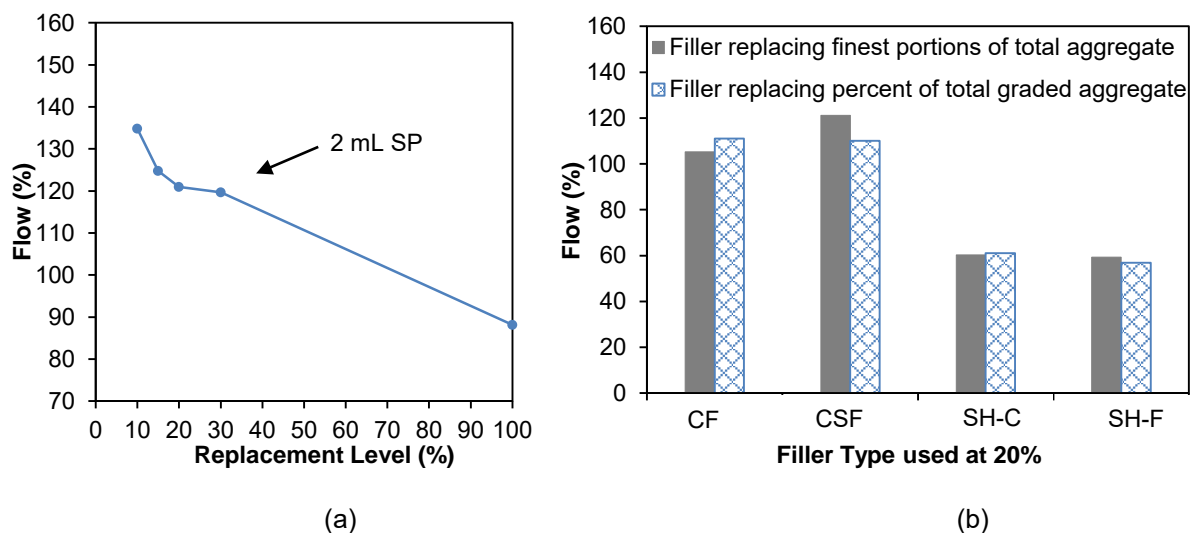 160
150
140
130
120
110
100
90
80
70
Flow (%)
2 mL SP
0 10 20 30 40 50 60 70 80 90 100
Replacement Level (%)
(a)
160
140
120
100
80
60
40
20
0
Flow (%)
Filler replacing finest portions of total aggregate
Filler replacing percent of total graded aggregate
CF CSF SH-C SH-F
Filler Type used at 20%
(b)